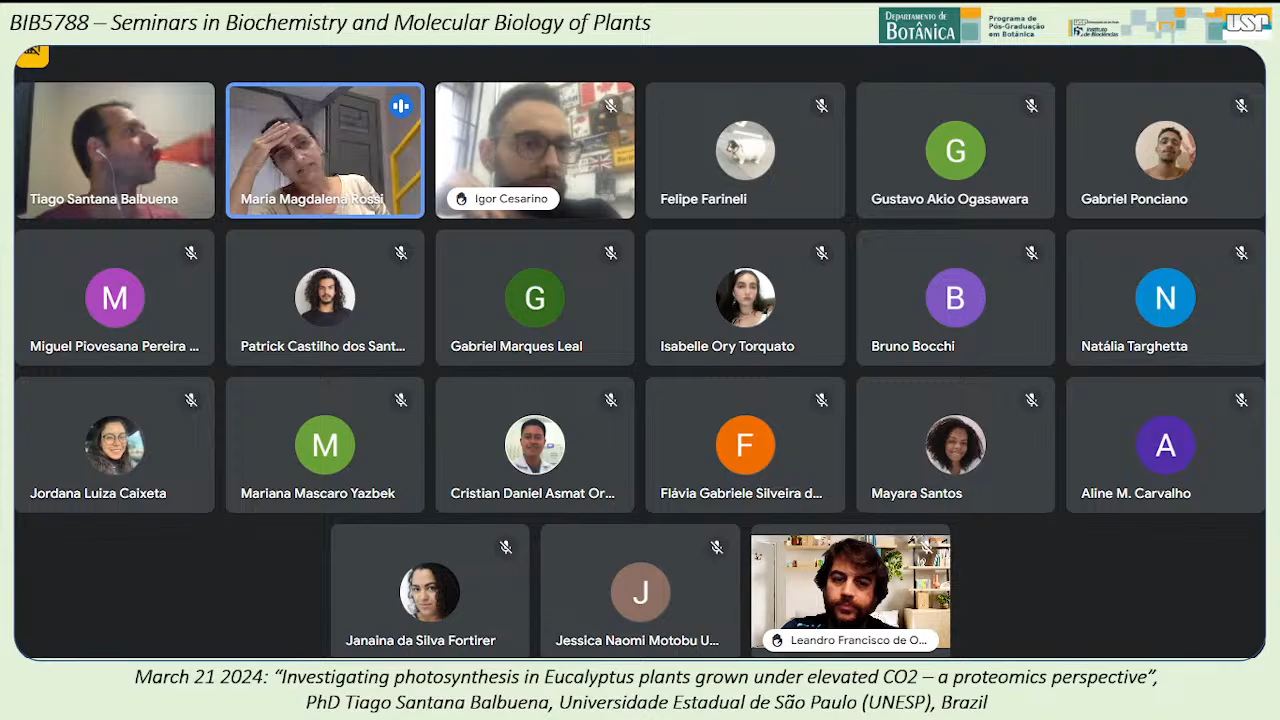 BIB5788 – Seminars in Biochemistry and Molecular Biology of Plants
DEPARTAMENTO DE
BOTÂNICA
Programa de
Pós-Graduação
em Botânica
USP
Tiago Santana Balbuena
Maria Magdalena Rossi
Igor Cesarino
Felipe Farineli
G
Gustavo Akio Ogasawara
Gabriel Ponciano
M
Miguel Piovesana Pereira ...
Patrick Castilho dos Sant...
G
Gabriel Marques Leal
Isabelle Ory Torquato
B
Bruno Bocchi
N
Natália Targhetta
Jordana Luiza Caixeta
M
Mariana Mascaro Yazbek
Cristian Daniel Asmat Or...
F
Flávia Gabriele Silveira d...
Mayara Santos
A
Aline M. Carvalho
Janaina da Silva Fortirer
J
Jessica Naomi Motobu U...
Leandro Francisco de O...
March 21 2024: “Investigating photosynthesis in Eucalyptus plants grown under elevated CO2 – a proteomics perspective”,
PhD Tiago Santana Balbuena, Universidade Estadual de São Paulo (UNESP), Brazil